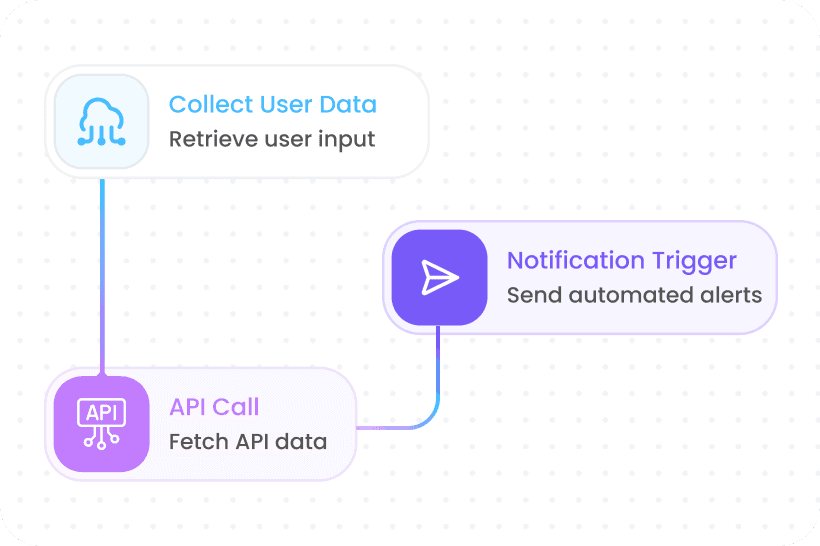 Collect User Data
Retrieve user input
Notification Trigger
Send automated alerts
API
API Call
Fetch API data